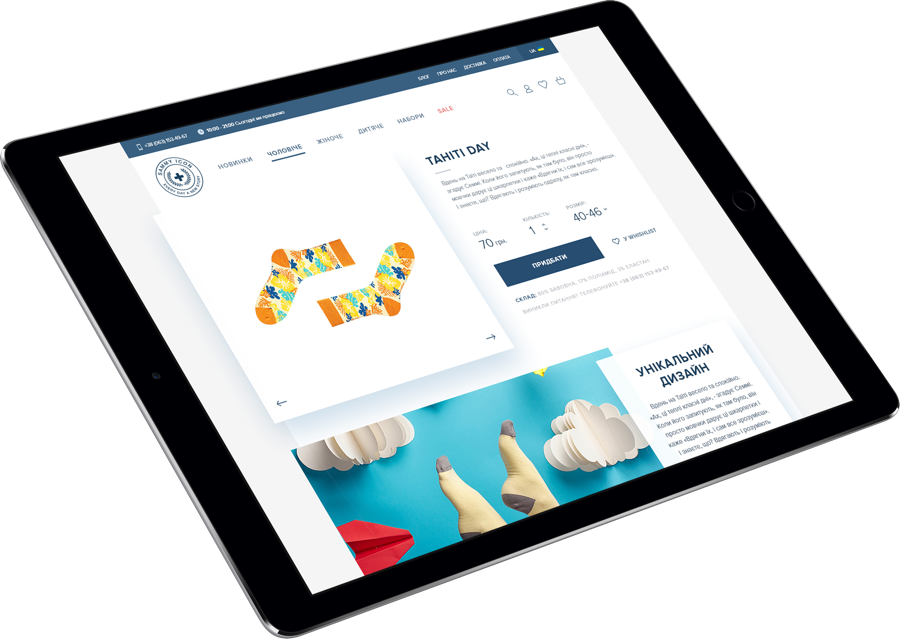 +38 (063) 153-49-67
10:00 - 21:00 Сьогодні ми працюємо
БЛОГ
ПРО НАС
ДОСТАВКА
ОПЛАТА
UA
SAMMY ICON
EVERY DAY A NEW STORY
НОВИНКИ
ЧОЛОВІЧЕ
ЖІНОЧЕ
ДИТЯЧЕ
НАБОРИ
SALE
TAHITI DAY
Вдень на Таїті весело та спокійно. «Ах, ці теплі класні дні», -
згадує Семмі. Коли його запитують, як там було, він просто
мовчки дарує ці шкарпетки і каже «Вдягни їх, і сам все зрозумієш».
І знаєте, що? Вдягають і розуміють одразу, як там класно.
ЦІНА:
КІЛЬКІСТЬ:
РОЗМІР:
70 грн.
1
40-46
ПРИДБАТИ
У WHISHLIST
СКЛАД: 80% БАВОВНА, 17% ПОЛІАМІД, 3% ЕЛАСТАН
ВИНИКЛИ ПИТАННЯ? ТЕЛЕФОНУЙТЕ +38 (063) 153-49-67
УНІКАЛЬНИЙ
ДИЗАЙН
Вдень на Таїті весело та спокійно.
«Ах, ці теплі класні дні», - згадує Семмі.
Коли його запитують, як там було, він
просто мовчки дарує ці шкарпетки і
каже «Вдягни їх, і сам все зрозумієш».
І знаєте, що? Вдягають і розуміють